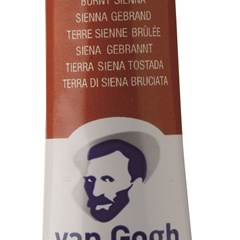 BURNT SIENNA
SIENNA GEBRAND
TERRE SIENNE BRÛLÉE
SIENA GEBRANNT
TIERRA SIENA TOSTADA
TERRA DI SIENA BRUCIATA
van Gogh